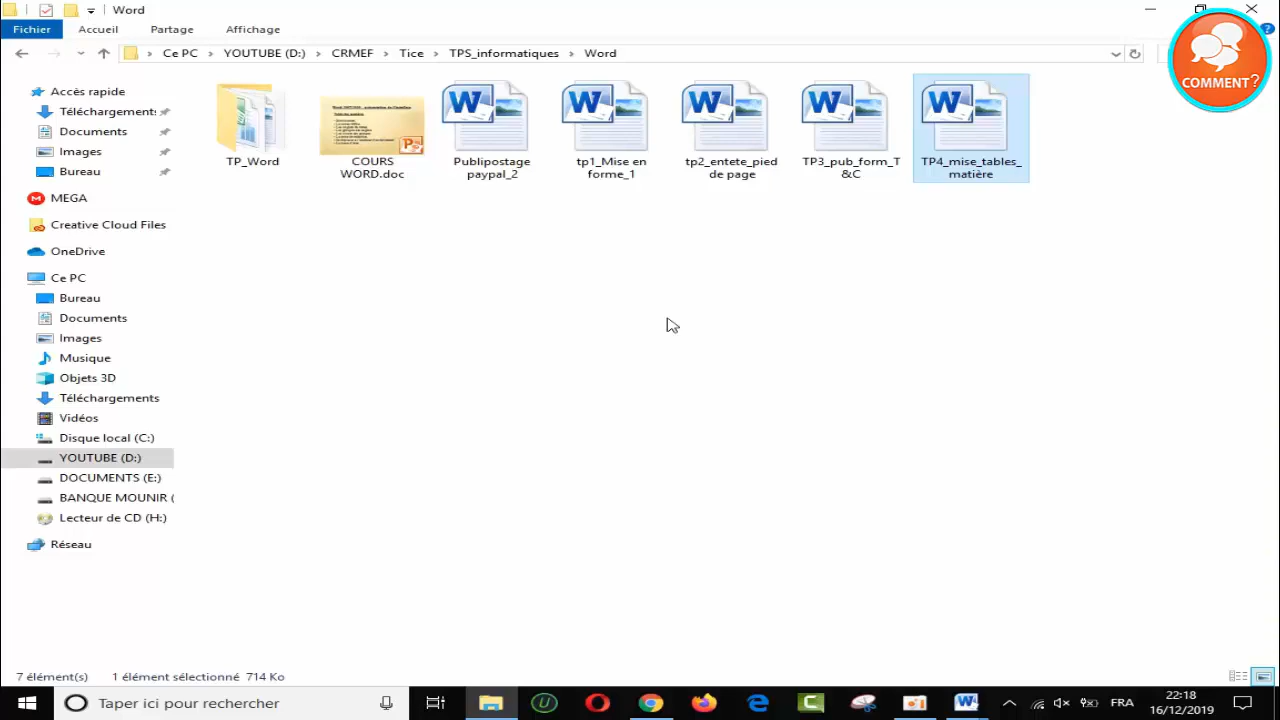 Word
Fichier Accueil Partage Affichage
Ce PC > YOUTUBE (D:) > CRMEF > Tice > TPS_informatiques > Word
COMMENT?
Accès rapide
Téléchargement:
Documents
Images
Bureau
MEGA
Creative Cloud Files
OneDrive
Ce PC
Bureau
Documents
Images
Musique
Objets 3D
Téléchargements
Vidéos
Disque local (C:)
YOUTUBE (D:)
DOCUMENTS (E:)
BANQUE MOUNIR (
Lecteur de CD (H:)
Réseau
TP_Word
COURS
WORD.doc
Publipostage
paypal_2
tp1_Mise en
forme_1
tp2_entete_pied
de page
TP3_pub_form_T
&C
TP4_mise_tables_
matière
7 élément(s) 1 élément sélectionné 714 Ko
Taper ici pour rechercher
FRA
22:18
16/12/2019